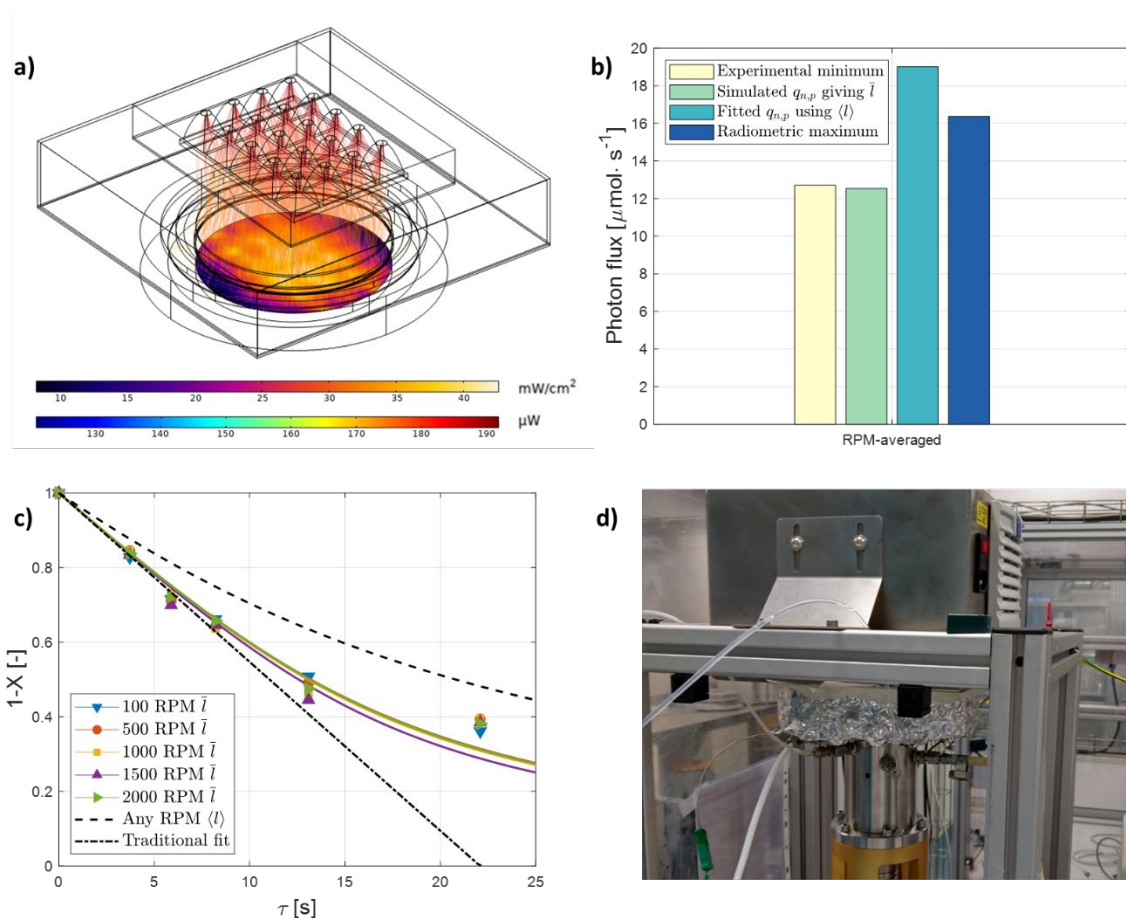 a)
10 15 20 25 30 35 40 mW/cm²
130 140 150 160 170 180 190 µW
b)
Photon flux [μmol· s⁻¹]
20
18
16
14
12
10
8
6
4
2
0
Experimental minimum
Simulated qₙ,ₚ giving l̄
Fitted qₙ,ₚ using ⟨l⟩
Radiometric maximum
RPM-averaged
c)
1-X [-]
1
0.8
0.6
0.4
0.2
0
100 RPM l̄
500 RPM l̄
1000 RPM l̄
1500 RPM l̄
2000 RPM l̄
Any RPM ⟨l⟩
Traditional fit
0 5 10 15 20 25
τ [s]
d)